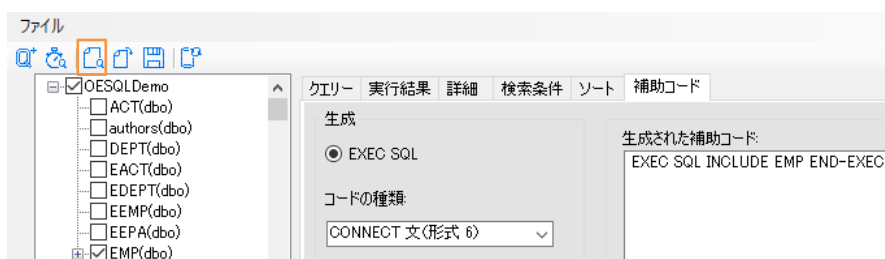 ファイル
OESQLDemo
ACT(dbo)
authors(dbo)
DEPT(dbo)
EACT(dbo)
EDEPT(dbo)
EEMP(dbo)
EEPA(dbo)
EMP(dbo)
クエリー 実行結果 詳細 検索条件 ソート 補助コード
生成
EXEC SQL
コードの種類:
CONNECT 文(形式 6)
生成された補助コード:
EXEC SQL INCLUDE EMP END-EXEC